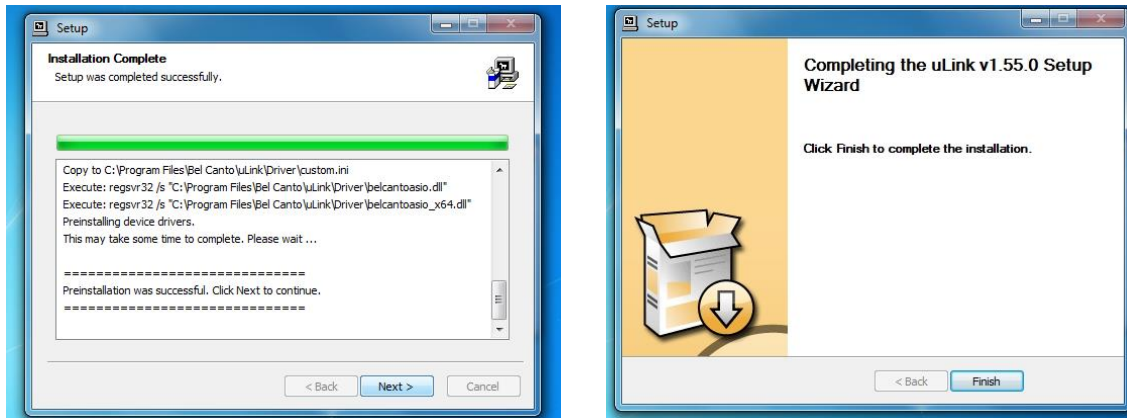 Setup
Installation Complete
Setup was completed successfully.
Copy to C:\Program Files\Bel Canto\uLink\Driver\custom.ini
Execute: regsvr32 /s "C:\Program Files\Bel Canto\uLink\Driver\belcantoasio.dll"
Execute: regsvr32 /s "C:\Program Files\Bel Canto\uLink\Driver\belcantoasio_x64.dll"
Preinstalling device drivers.
This may take some time to complete. Please wait ...
===============================
Preinstallation was successful. Click Next to continue.
===============================
< Back
Next >
Cancel
Setup
Completing the uLink v1.55.0 Setup
Wizard
Click Finish to complete the installation.
< Back
Finish